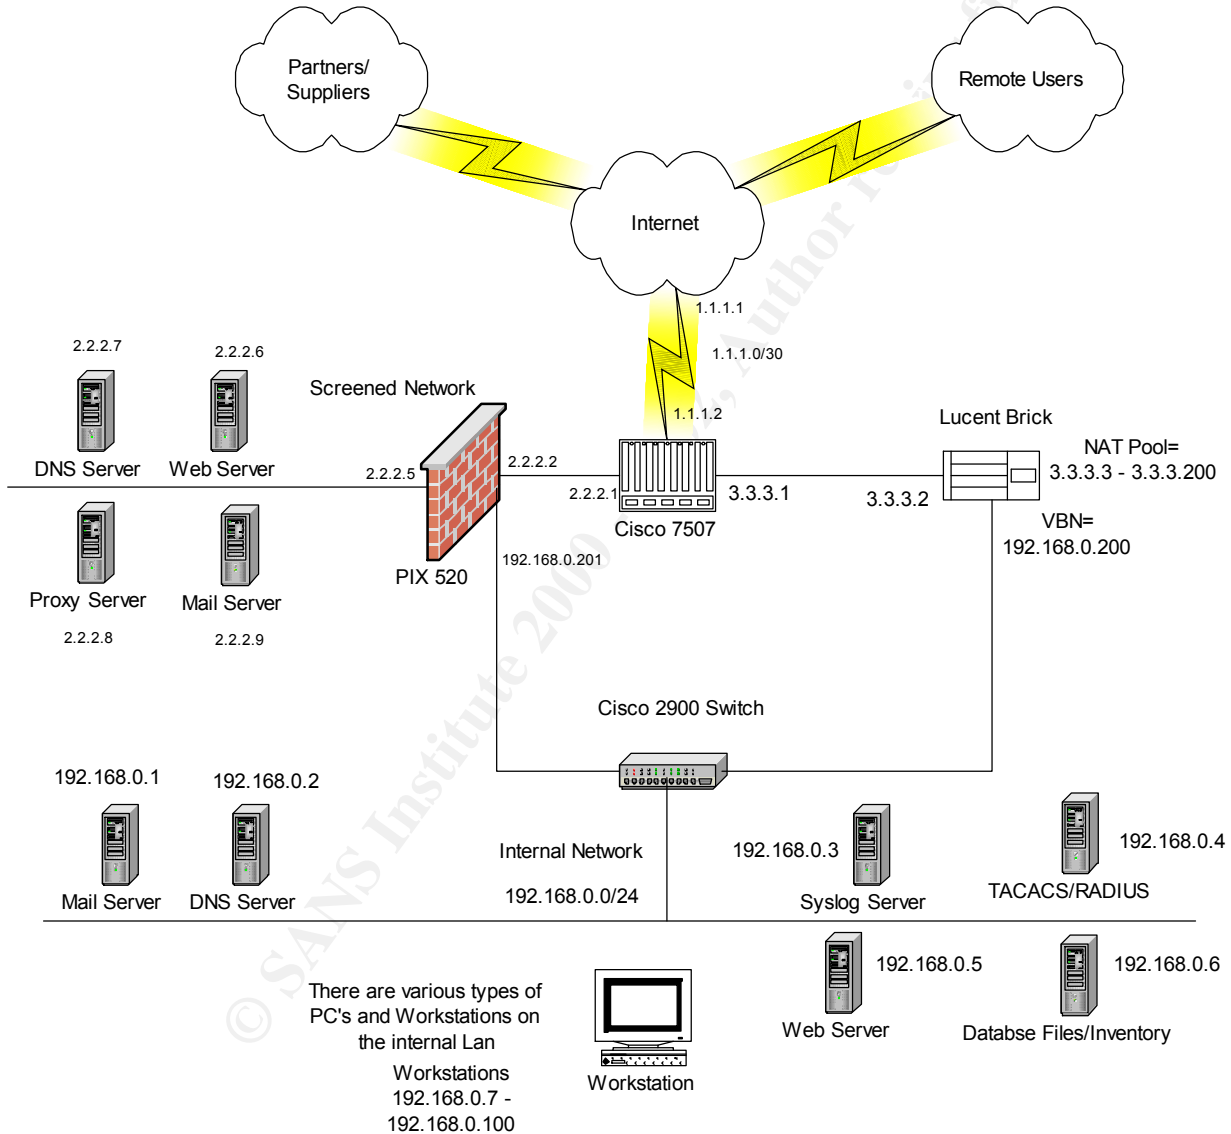 Partners/
Suppliers
Remote Users
Internet
1.1.1.1
1.1.1.0/30
1.1.1.2
2.2.2.7
2.2.2.6
DNS Server
Web Server
Screened Network
2.2.2.5
2.2.2.2
2.2.2.1
Cisco 7507
3.3.3.1
3.3.3.2
Lucent Brick
NAT Pool=
3.3.3.3 - 3.3.3.200
VBN=
192.168.0.200
PIX 520
192.168.0.201
Proxy Server
Mail Server
2.2.2.8
2.2.2.9
Cisco 2900 Switch
192.168.0.1
192.168.0.2
Mail Server
DNS Server
Internal Network
192.168.0.0/24
192.168.0.3
Syslog Server
192.168.0.4
TACACS/RADIUS
192.168.0.5
Web Server
192.168.0.6
Databse Files/Inventory
There are various types of
PC's and Workstations on
the internal Lan
Workstations
192.168.0.7 -
192.168.0.100
Workstation
© SANS Institute 2000
, Author r